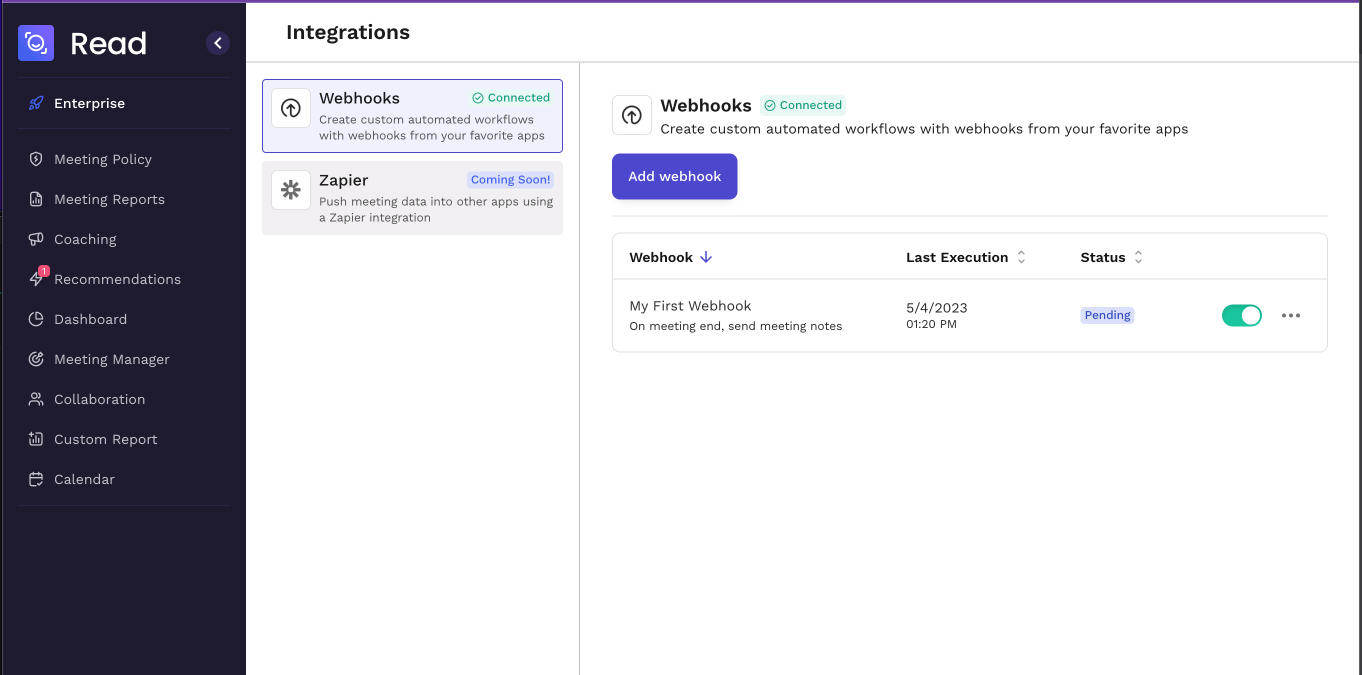 Read
Enterprise
Meeting Policy
Meeting Reports
Coaching
1
Recommendations
Dashboard
Meeting Manager
Collaboration
Custom Report
Calendar
Integrations
Webhooks
Connected
Create custom automated workflows
with webhooks from your favorite apps
Zapier
Coming Soon!
Push meeting data into other apps using
a Zapier integration
Webhooks
Connected
Create custom automated workflows with webhooks from your favorite apps
Add webhook
Webhook
Last Execution
Status
My First Webhook
On meeting end, send meeting notes
5/4/2023
01:20 PM
Pending